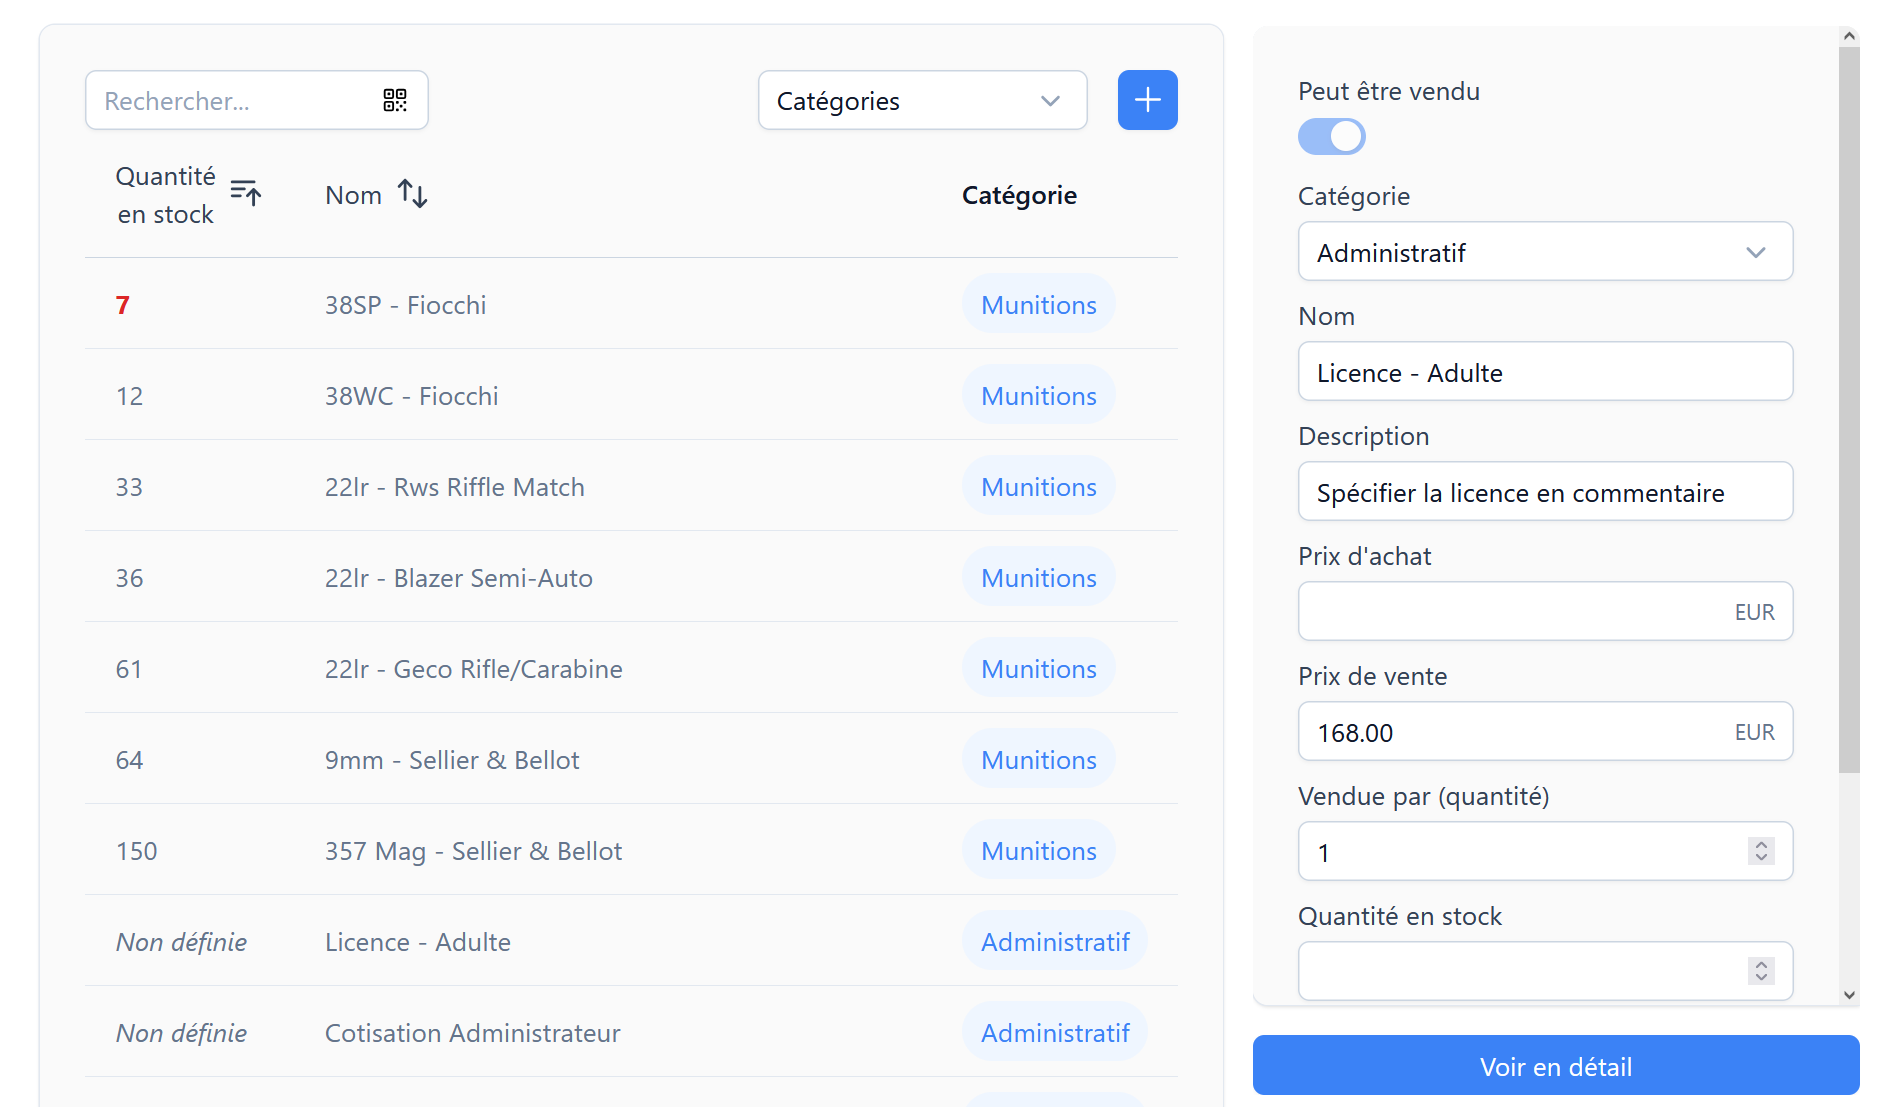 Rechercher...
Catégories
Quantité
en stock
Nom
Catégorie
7 38SP - Fiocchi Munitions
12 38WC - Fiocchi Munitions
33 22lr - Rws Riffle Match Munitions
36 22lr - Blazer Semi-Auto Munitions
61 22lr - Geco Rifle/Carabine Munitions
64 9mm - Sellier & Bellot Munitions
150 357 Mag - Sellier & Bellot Munitions
Non définie Licence - Adulte Administratif
Non définie Cotisation Administrateur Administratif
Peut être vendu
Catégorie
Administratif
Nom
Licence - Adulte
Description
Spécifier la licence en commentaire
Prix d'achat
EUR
Prix de vente
168.00 EUR
Vendue par (quantité)
1
Quantité en stock
Voir en détail